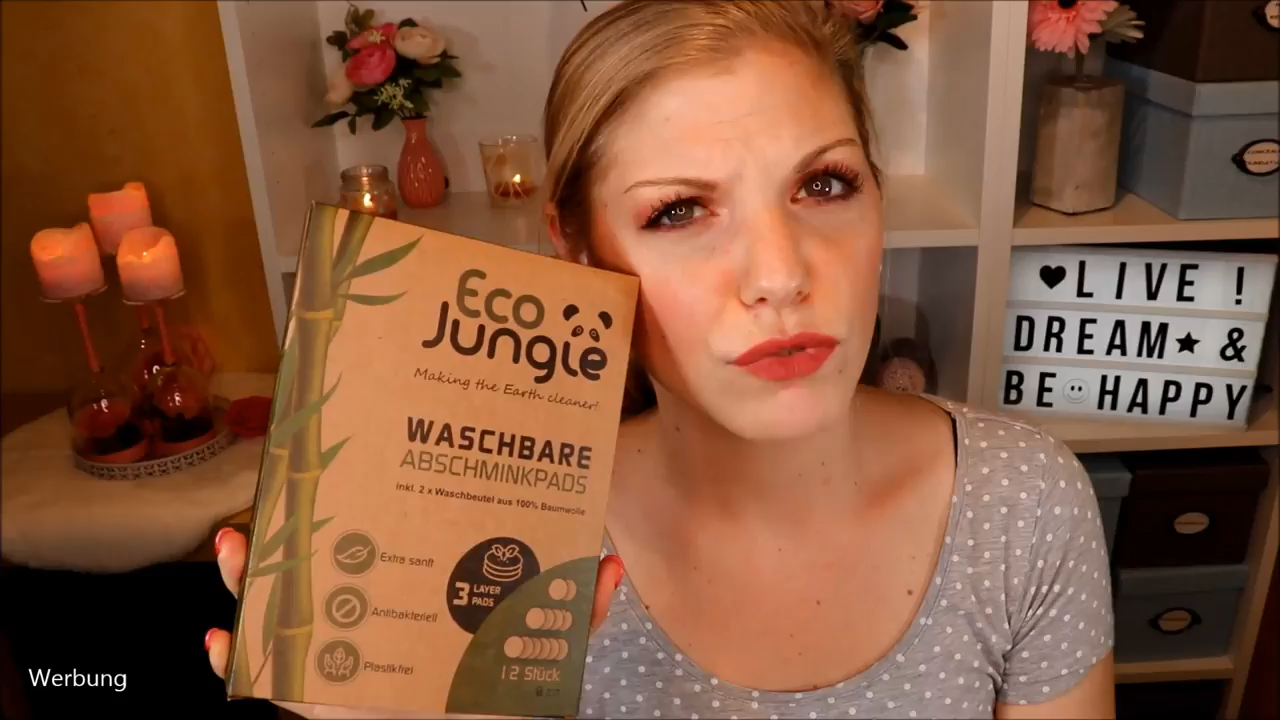 Eco
Jungle
Making the Earth cleaner!
WASCHBARE
ABSCHMINKPADS
inkl. 2 x Waschbeutel aus 100% Baumwolle
Extra sanft
Antibakteriell
Plastikfrei
3 LAYER
PADS
12 Stück
LIVE !
DREAM & 
BE HAPPY
Werbung